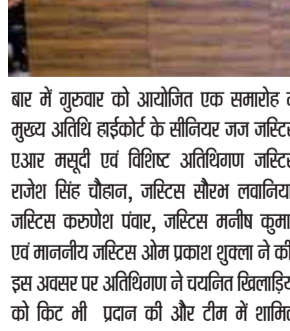 बार में गुरुवार को आयोजित एक समारोह
मुख्य अतिथि हाईकोर्ट के सीनियर जज जस्टिस
एआर मसूदी एवं विशिष्ट अतिथिगण जस्टिस
राजेश सिंह चौहान, जस्टिस सौरभ लवानिया
जस्टिस करुणेश पंवार, जस्टिस मनीष कुमा
एवं माननीय जस्टिस ओम प्रकाश शुक्ला ने की
इस अवसर पर अतिथिगण ने चयनित खिलाड़िय
को किट भी प्रदान की और टीम में शामिल